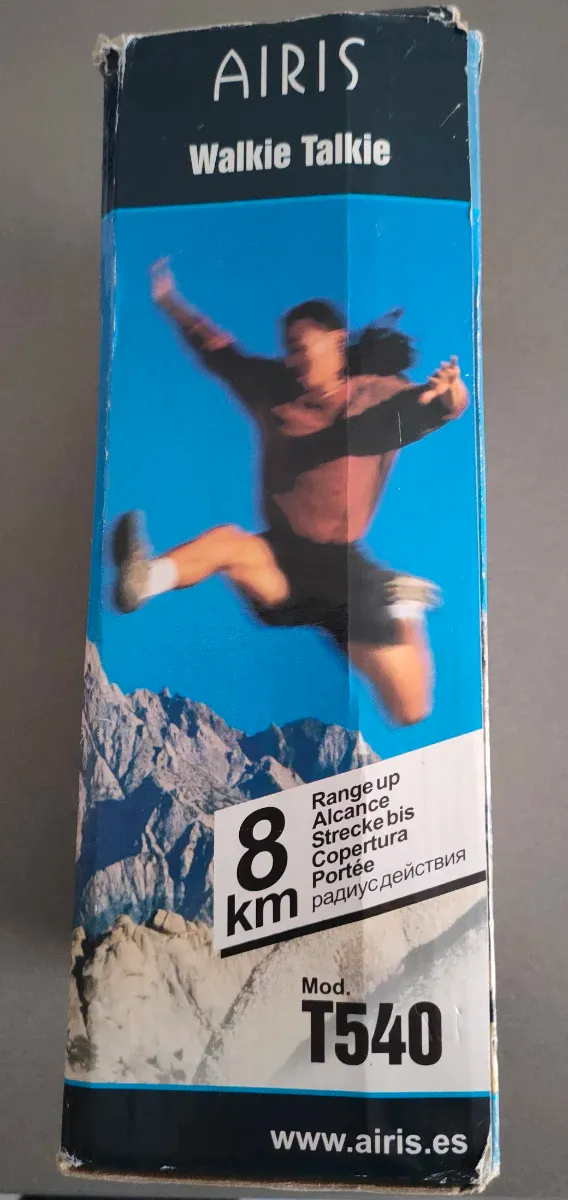 AIRIS
Walkie Talkie
8
km
Range up
Alcance
Strecke bis
Copertura
Portée
радиус действия
Mod.
T540
www.airis.es